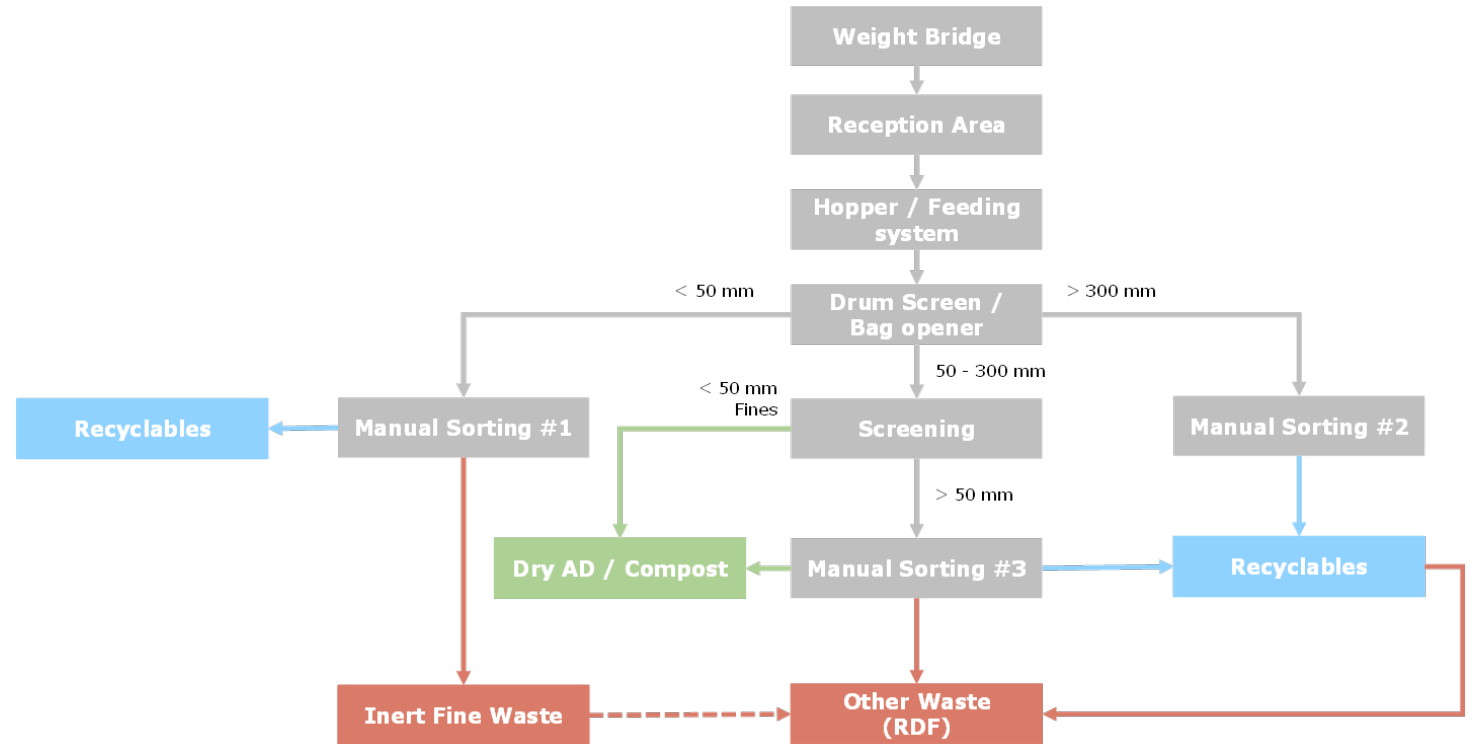 Weight Bridge
Reception Area
Hopper / Feeding
system
< 50 mm
Drum Screen /
Bag opener
> 300 mm
50 - 300 mm
< 50 mm
Fines
Recyclables
Manual Sorting #1
Screening
Manual Sorting #2
> 50 mm
Dry AD / Compost
Manual Sorting #3
Recyclables
Inert Fine Waste
Other Waste
(RDF)